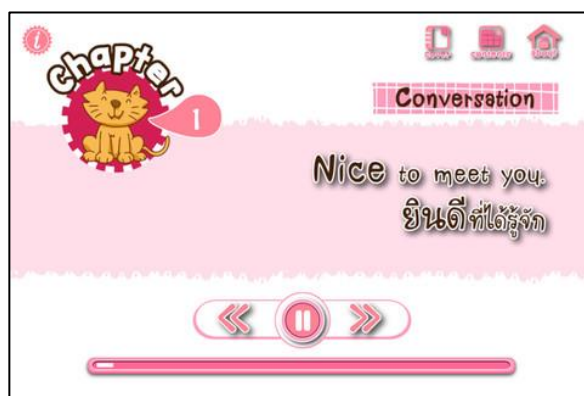 i
Chapter
1
Conversation
Nice to meet you.
ยินดีที่ได้รู้จัก